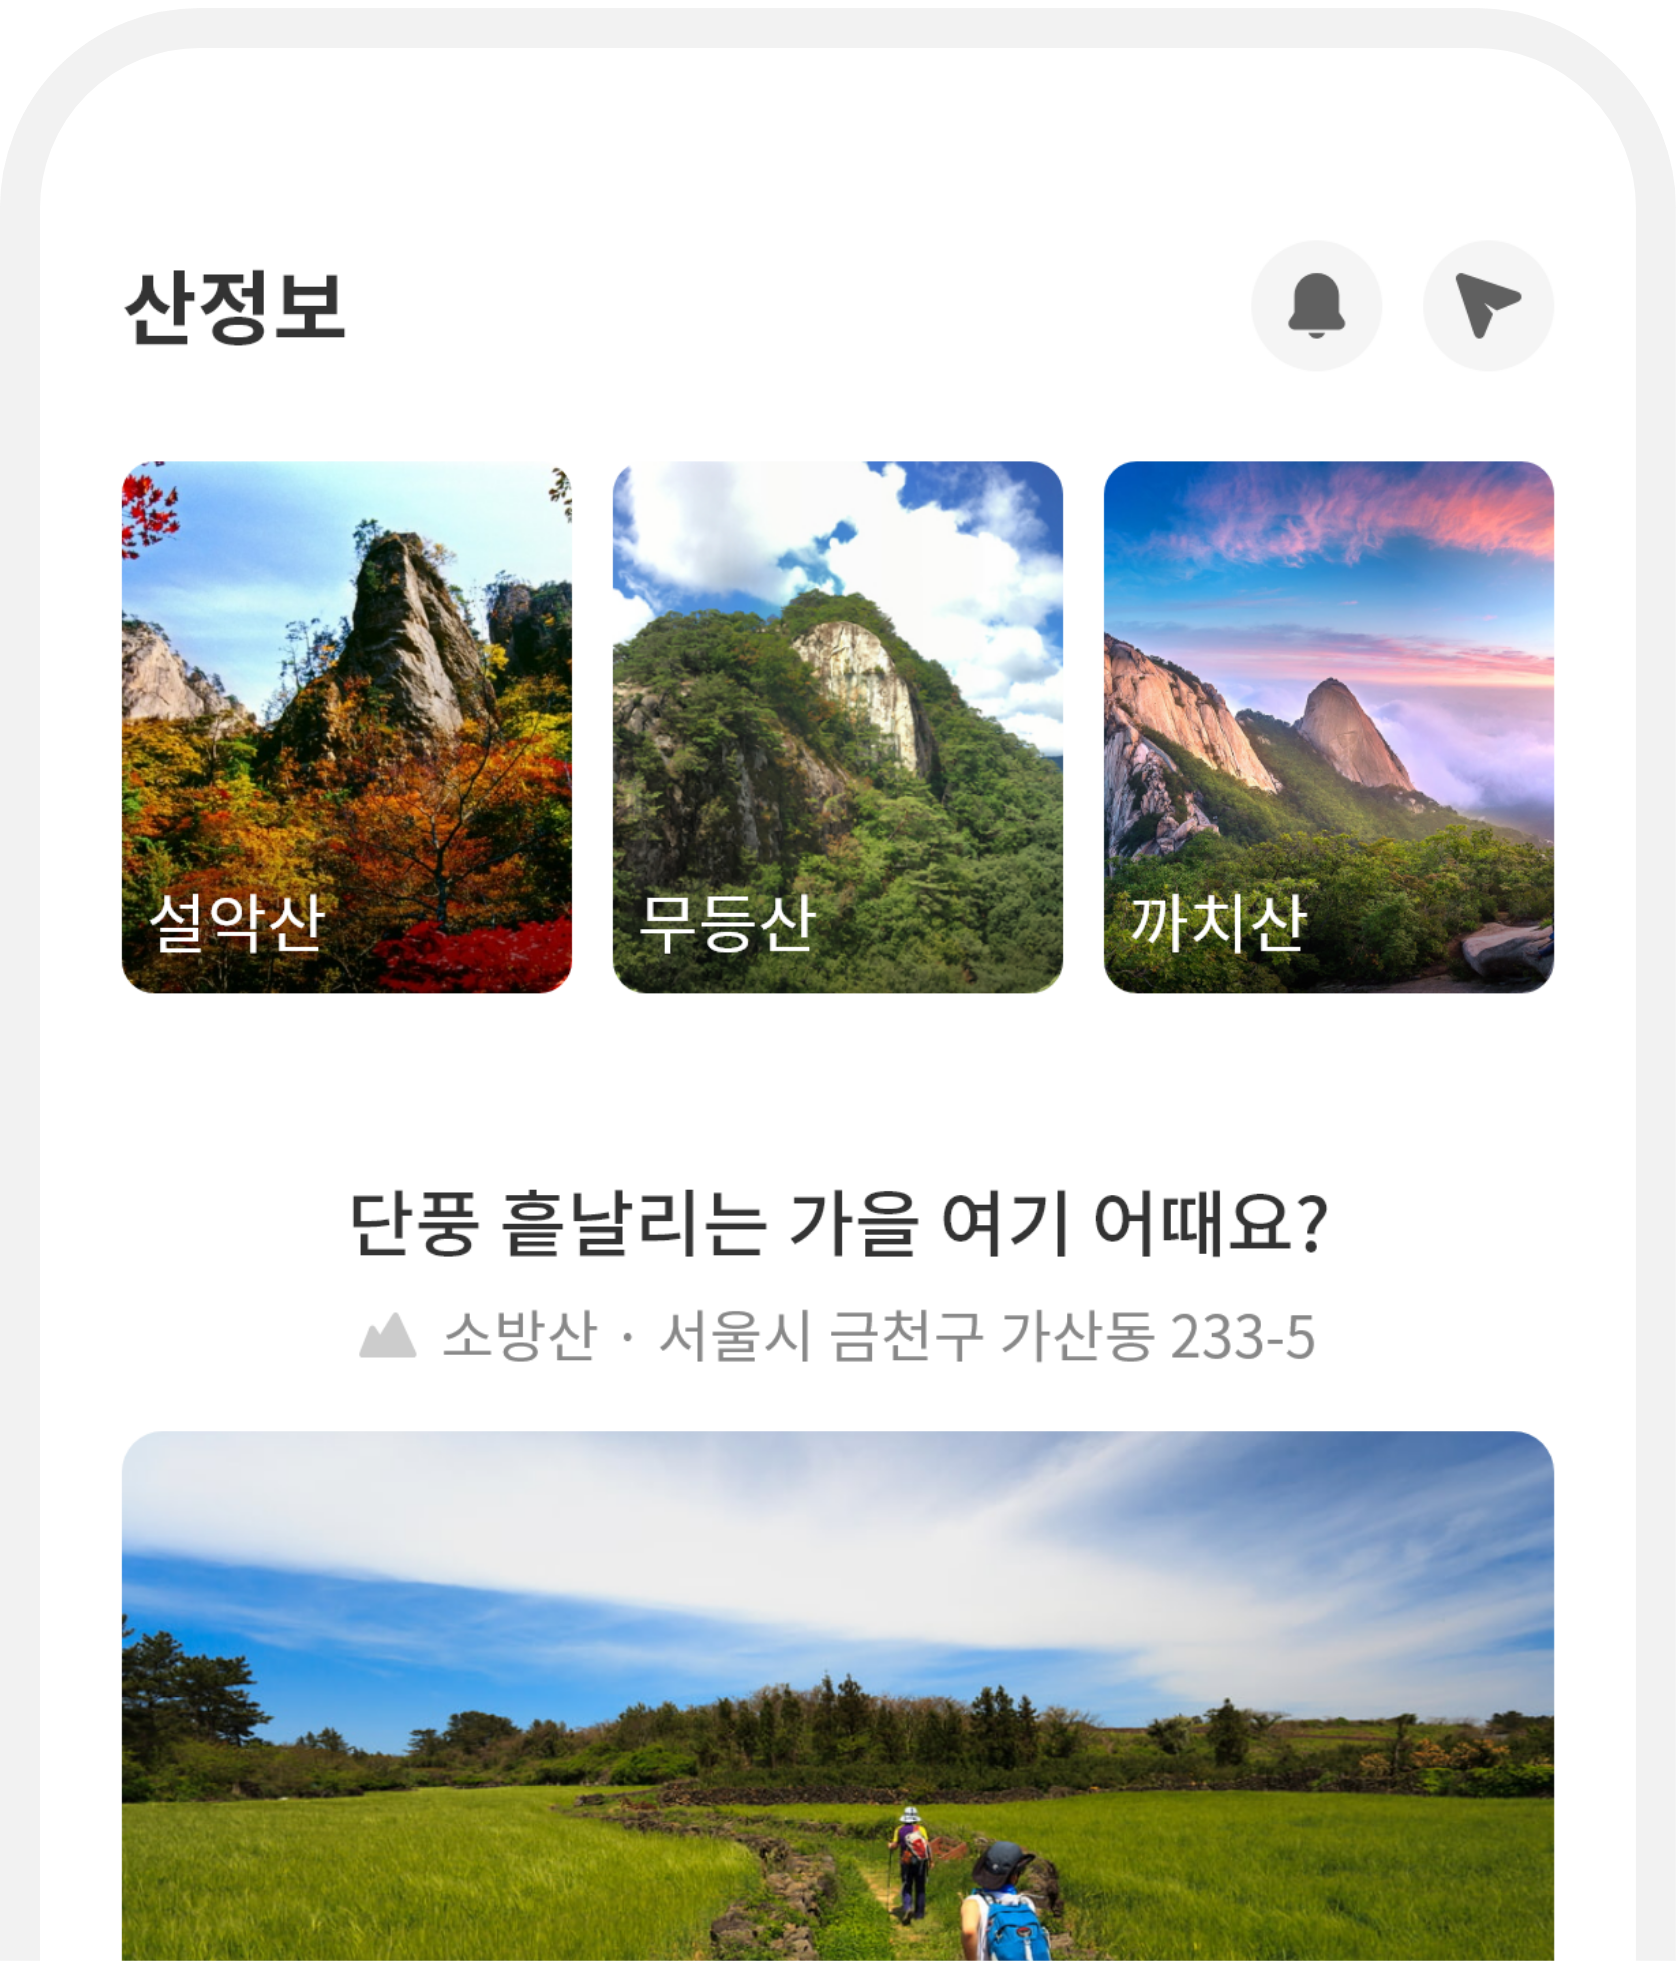 산정보
설악산
무등산
까치산
단풍 흩날리는 가을 여기 어때요?
소방산 · 서울시 금천구 가산동 233-5